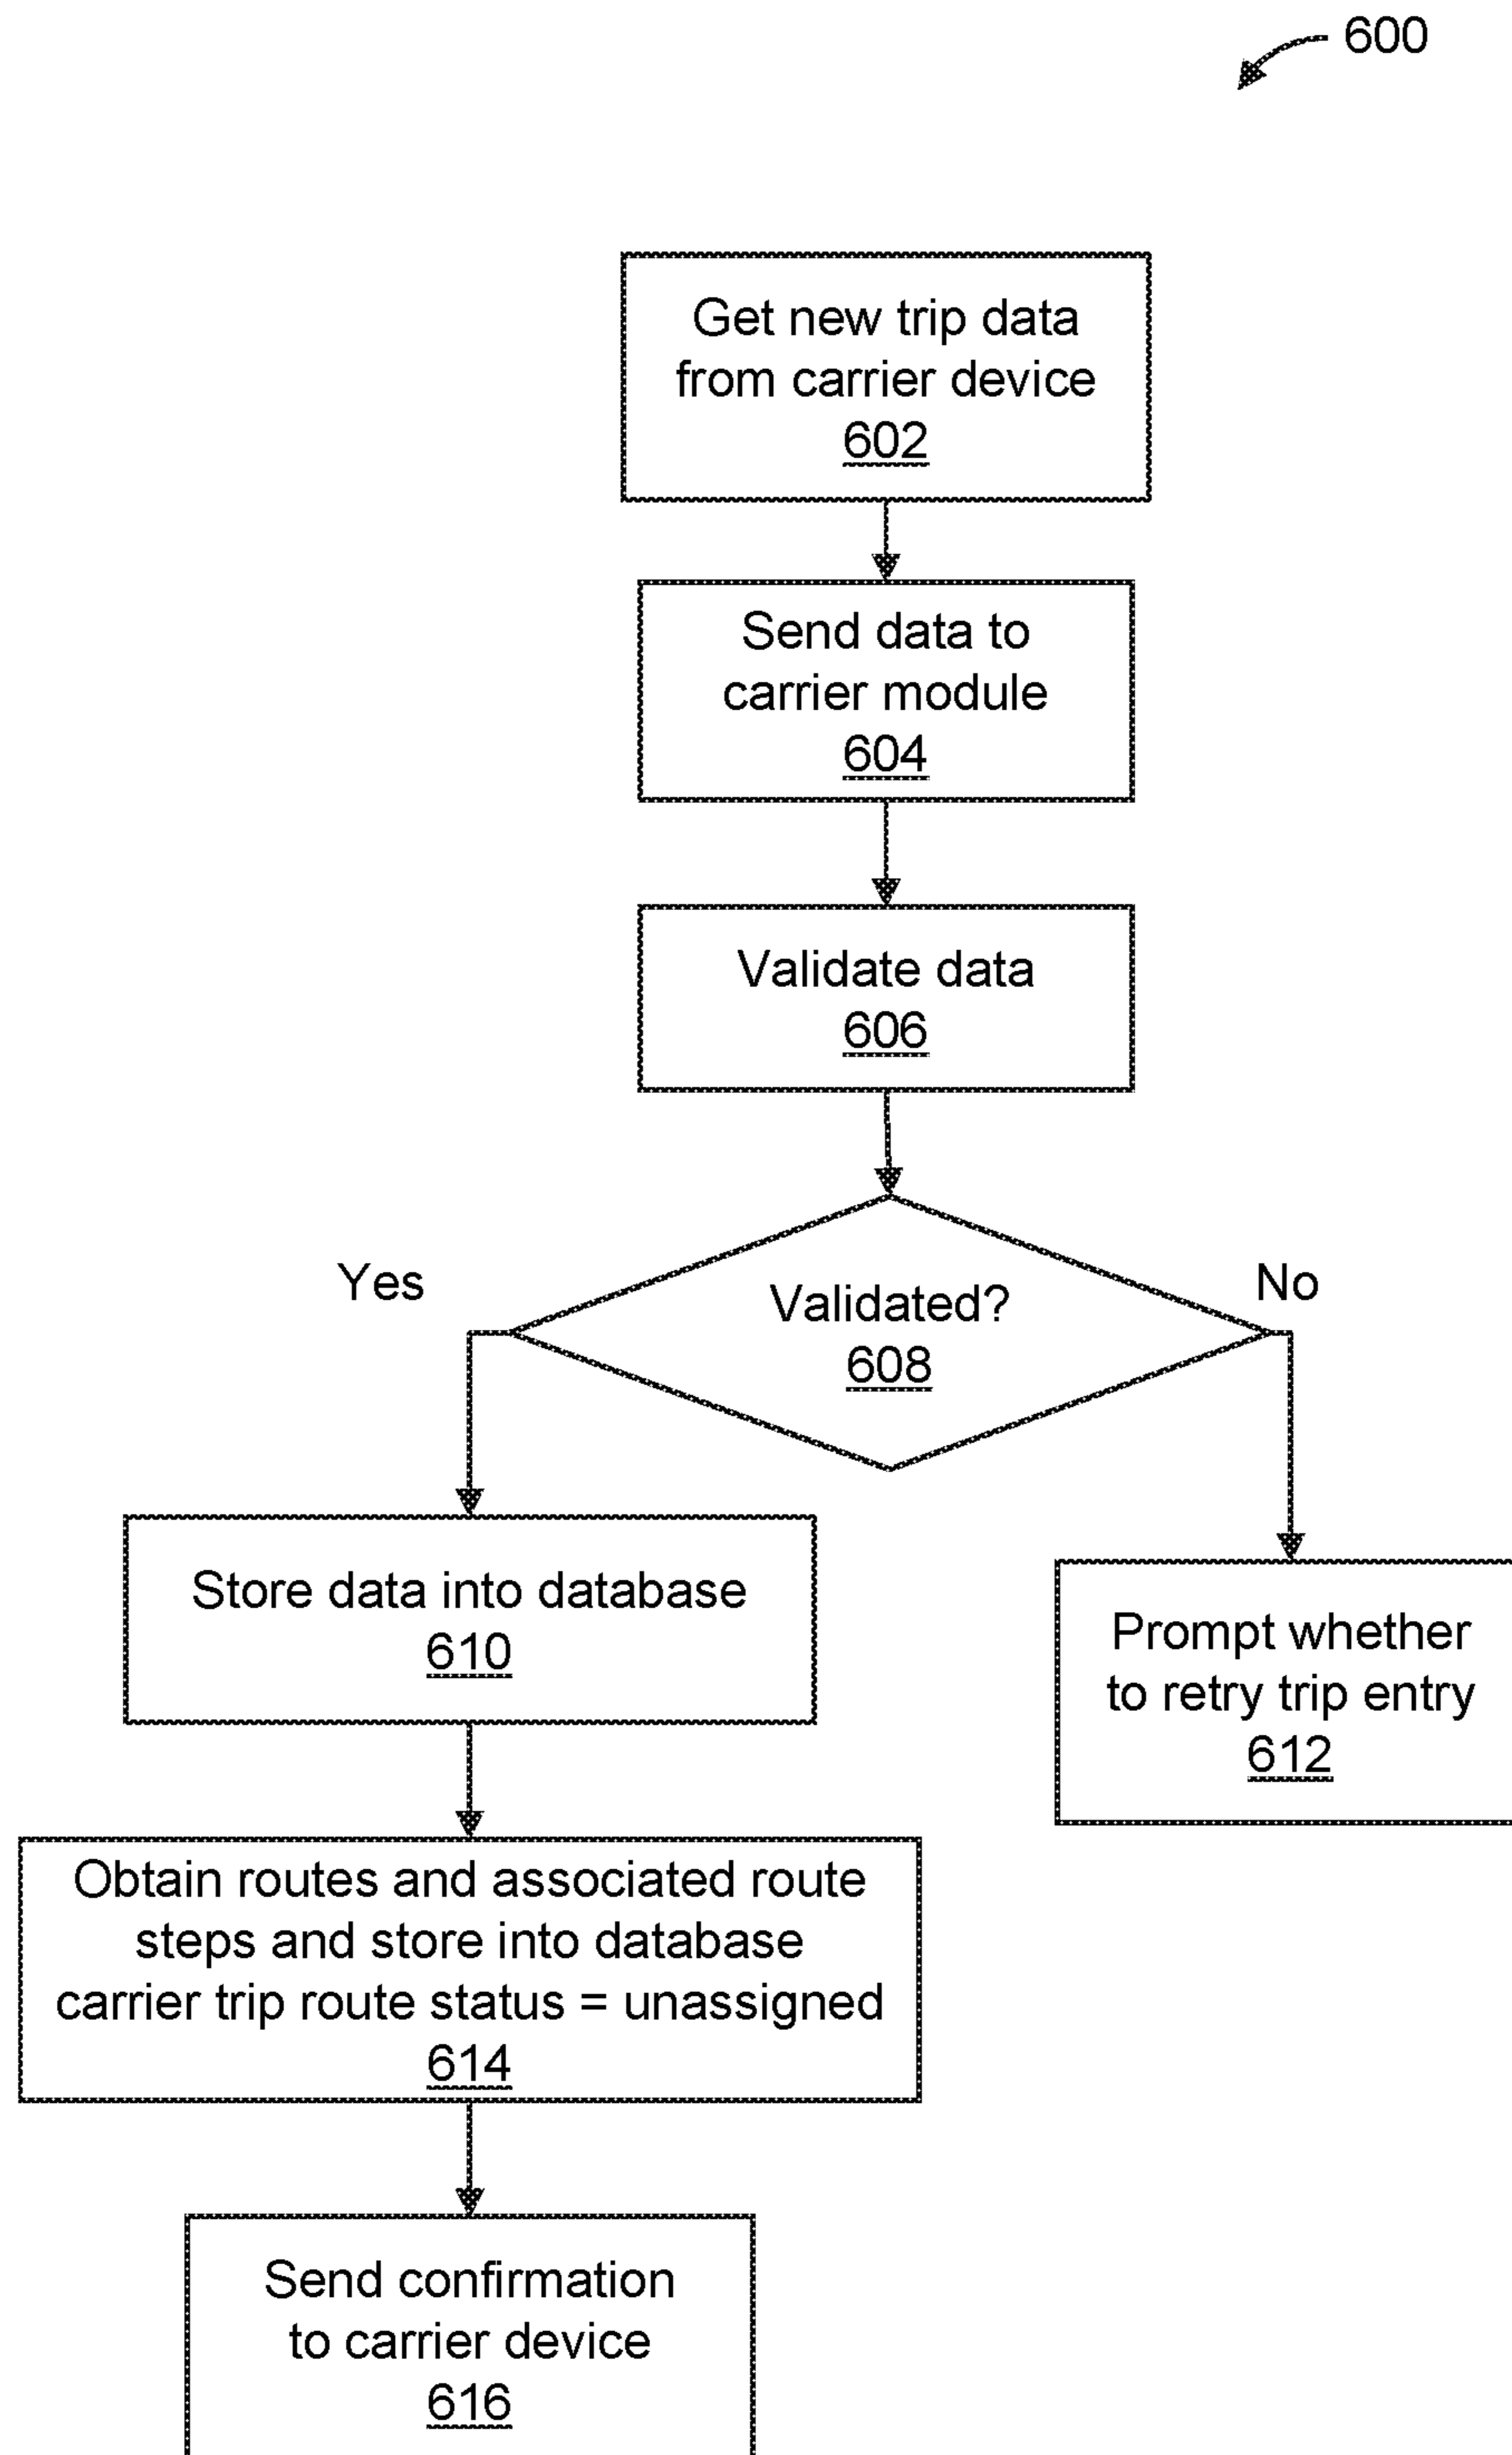 600
Get new trip data
from carrier device
602
Send data to
carrier module
604
Validate data
606
Yes
No
Validated?
608
Store data into database
610
Prompt whether
to retry trip entry
612
Obtain routes and associated route
steps and store into database
carrier trip route status = unassigned
614
Send confirmation
to carrier device
616